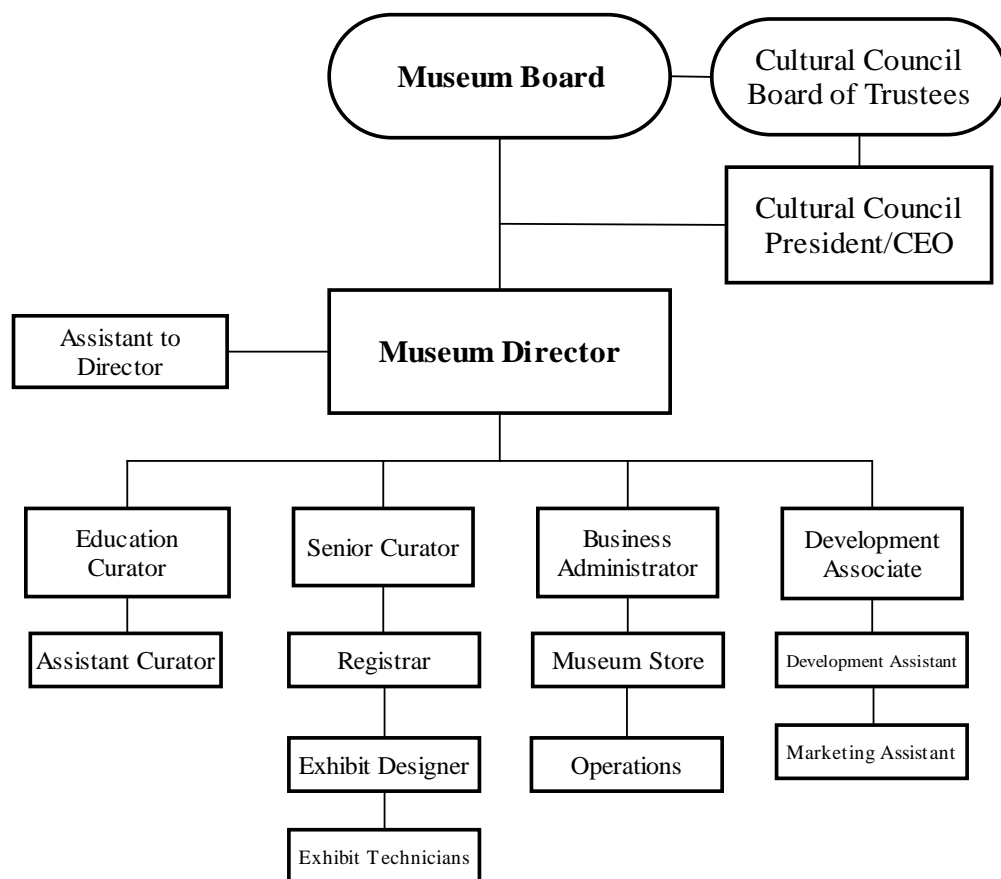 Museum Board
Cultural Council
Board of Trustees
Cultural Council
President/CEO
Assistant to
Director
Museum Director
Education
Curator
Senior Curator
Business
Administrator
Development
Associate
Assistant Curator
Registrar
Museum Store
Development Assistant
Exhibit Designer
Operations
Marketing Assistant
Exhibit Technicians